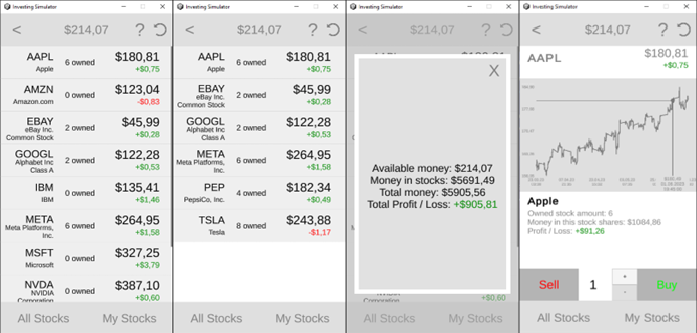 Investing Simulator
< $214,07 ?
AAPL 6 owned $180,81
Apple +$0,75
AMZN 0 owned $123,04
Amazon.com -$0,83
EBAY 2 owned $45,99
eBay Inc. Common Stock +$0,28
GOOGL 2 owned $122,28
Alphabet Inc Class A +$0,53
IBM 0 owned $135,41
IBM +$1,46
META 6 owned $264,95
Meta Platforms, Inc. +$1,58
MSFT 0 owned $327,25
Microsoft +$3,79
NVDA 0 owned $387,10
NVIDIA Corporation +$0,60
All Stocks My Stocks
Investing Simulator
< $214,07 ?
AAPL 6 owned $180,81
Apple +$0,75
EBAY 2 owned $45,99
eBay Inc. Common Stock +$0,28
GOOGL 2 owned $122,28
Alphabet Inc Class A +$0,53
META 6 owned $264,95
Meta Platforms, Inc. +$1,58
PEP 4 owned $182,34
PepsiCo, Inc. +$0,49
TSLA 8 owned $243,88
Tesla -$1,17
All Stocks My Stocks
Investing Simulator
< $214,07 ?
X
Available money: $214,07
Money in stocks: $5691,49
Total money: $5905,56
Total Profit / Loss: +$905,81
Corporation +$0,60
All Stocks My Stocks
Investing Simulator
< $214,07 ?
AAPL $180,81
+$0,75
Apple
Owned stock amount: 6
Money in this stock shares: $1084,86
Profit / Loss: +$91,26
Sell 1 + - Buy
All Stocks My Stocks